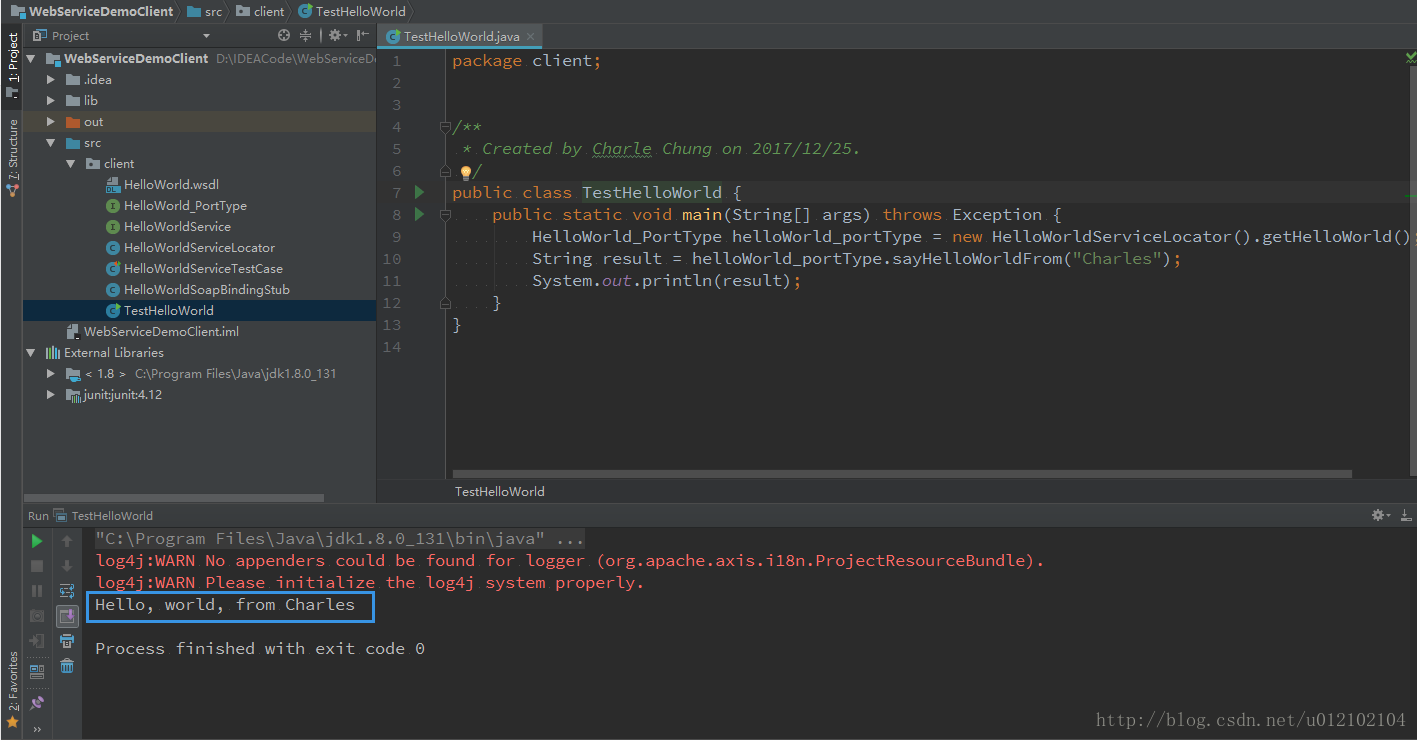 WebServiceDemoClient src client TestHelloWorld
1: Project
Project
WebServiceDemoClient D:\IDEACode\WebServiceD
.idea
lib
out
src
client
HelloWorld.wsdl
HelloWorld_PortType
HelloWorldService
HelloWorldServiceLocator
HelloWorldServiceTestCase
HelloWorldSoapBindingStub
TestHelloWorld
WebServiceDemoClient.iml
External Libraries
< 1.8 > C:\Program Files\Java\jdk1.8.0_131
junit:junit:4.12
7: Structure
2: Favorites
TestHelloWorld.java
1 package client;
2
3
4 /**
5 * Created by Charle Chung on 2017/12/25.
6 */
7 public class TestHelloWorld {
8 public static void main(String[] args) throws Exception {
9 HelloWorld_PortType helloWorld_portType = new HelloWorldServiceLocator().getHelloWorld();
10 String result = helloWorld_portType.sayHelloWorldFrom("Charles");
11 System.out.println(result);
12 }
13 }
14
TestHelloWorld
Run TestHelloWorld
"C:\Program Files\Java\jdk1.8.0_131\bin\java" ...
log4j:WARN No appenders could be found for logger (org.apache.axis.i18n.ProjectResourceBundle).
log4j:WARN Please initialize the log4j system properly.
Hello, world, from Charles
Process finished with exit code 0
http://blog.csdn.net/u012102104